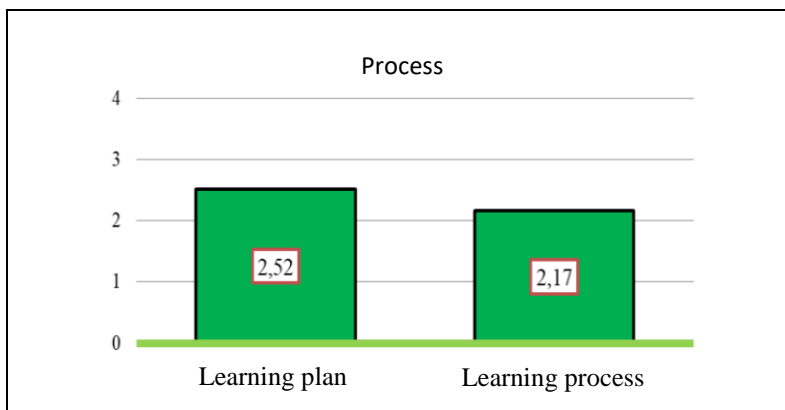 Process
4
3
2
1
0
2,52
2,17
Learning plan
Learning process